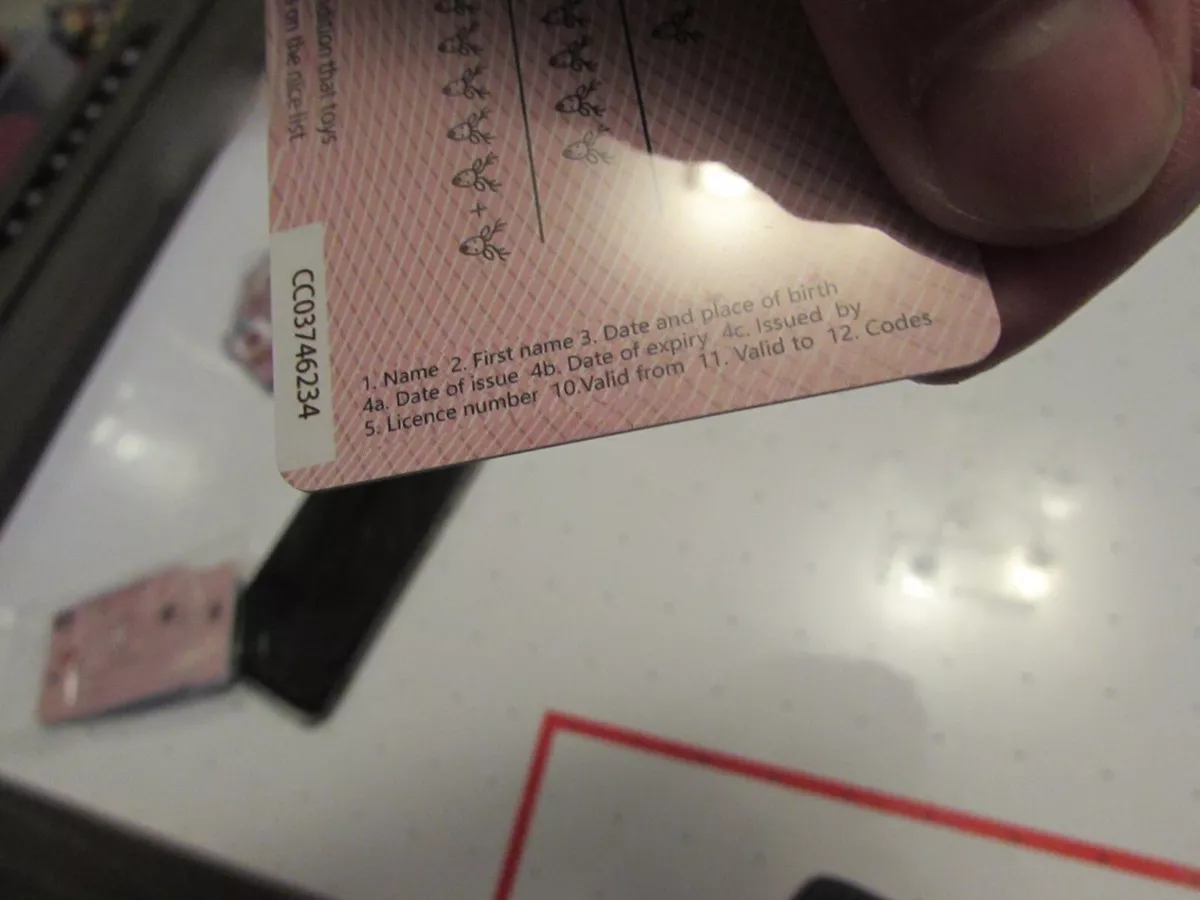 dition that toys
on the nice list
+
CC03746234
1. Name 2. First name 3. Date and place of birth
4a. Date of issue 4b. Date of expiry 4c. Issued by
5. Licence number 10.Valid from 11. Valid to 12. Codes